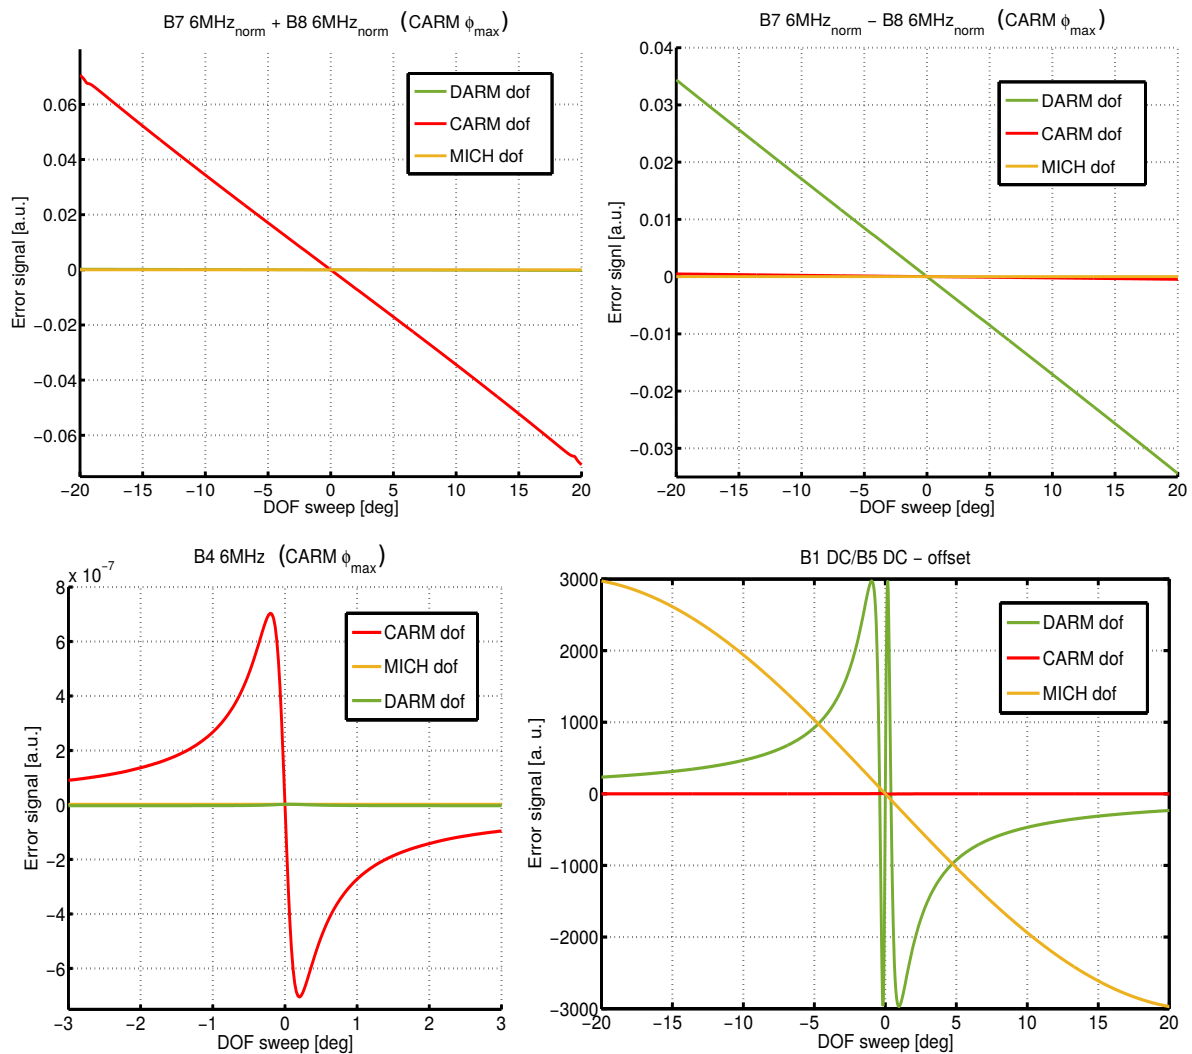 B7 6MHz_norm + B8 6MHz_norm (CARM ϕ_max)
0.06
0.04
0.02
0
−0.02
−0.04
−0.06
Error signal [a.u.]
DARM dof
CARM dof
MICH dof
−20 −15 −10 −5 0 5 10 15 20
DOF sweep [deg]
B7 6MHz_norm − B8 6MHz_norm (CARM ϕ_max)
0.04
0.03
0.02
0.01
0
−0.01
−0.02
−0.03
Error signl [a.u.]
DARM dof
CARM dof
MICH dof
−20 −15 −10 −5 0 5 10 15 20
DOF sweep [deg]
B4 6MHz (CARM ϕ_max)
x 10^−7
8
6
4
2
0
−2
−4
−6
Error signal [a.u.]
CARM dof
MICH dof
DARM dof
−3 −2 −1 0 1 2 3
DOF sweep [deg]
B1 DC/B5 DC − offset
3000
2000
1000
0
−1000
−2000
−3000
Error signal [a. u.]
DARM dof
CARM dof
MICH dof
−20 −15 −10 −5 0 5 10 15 20
DOF sweep [deg]